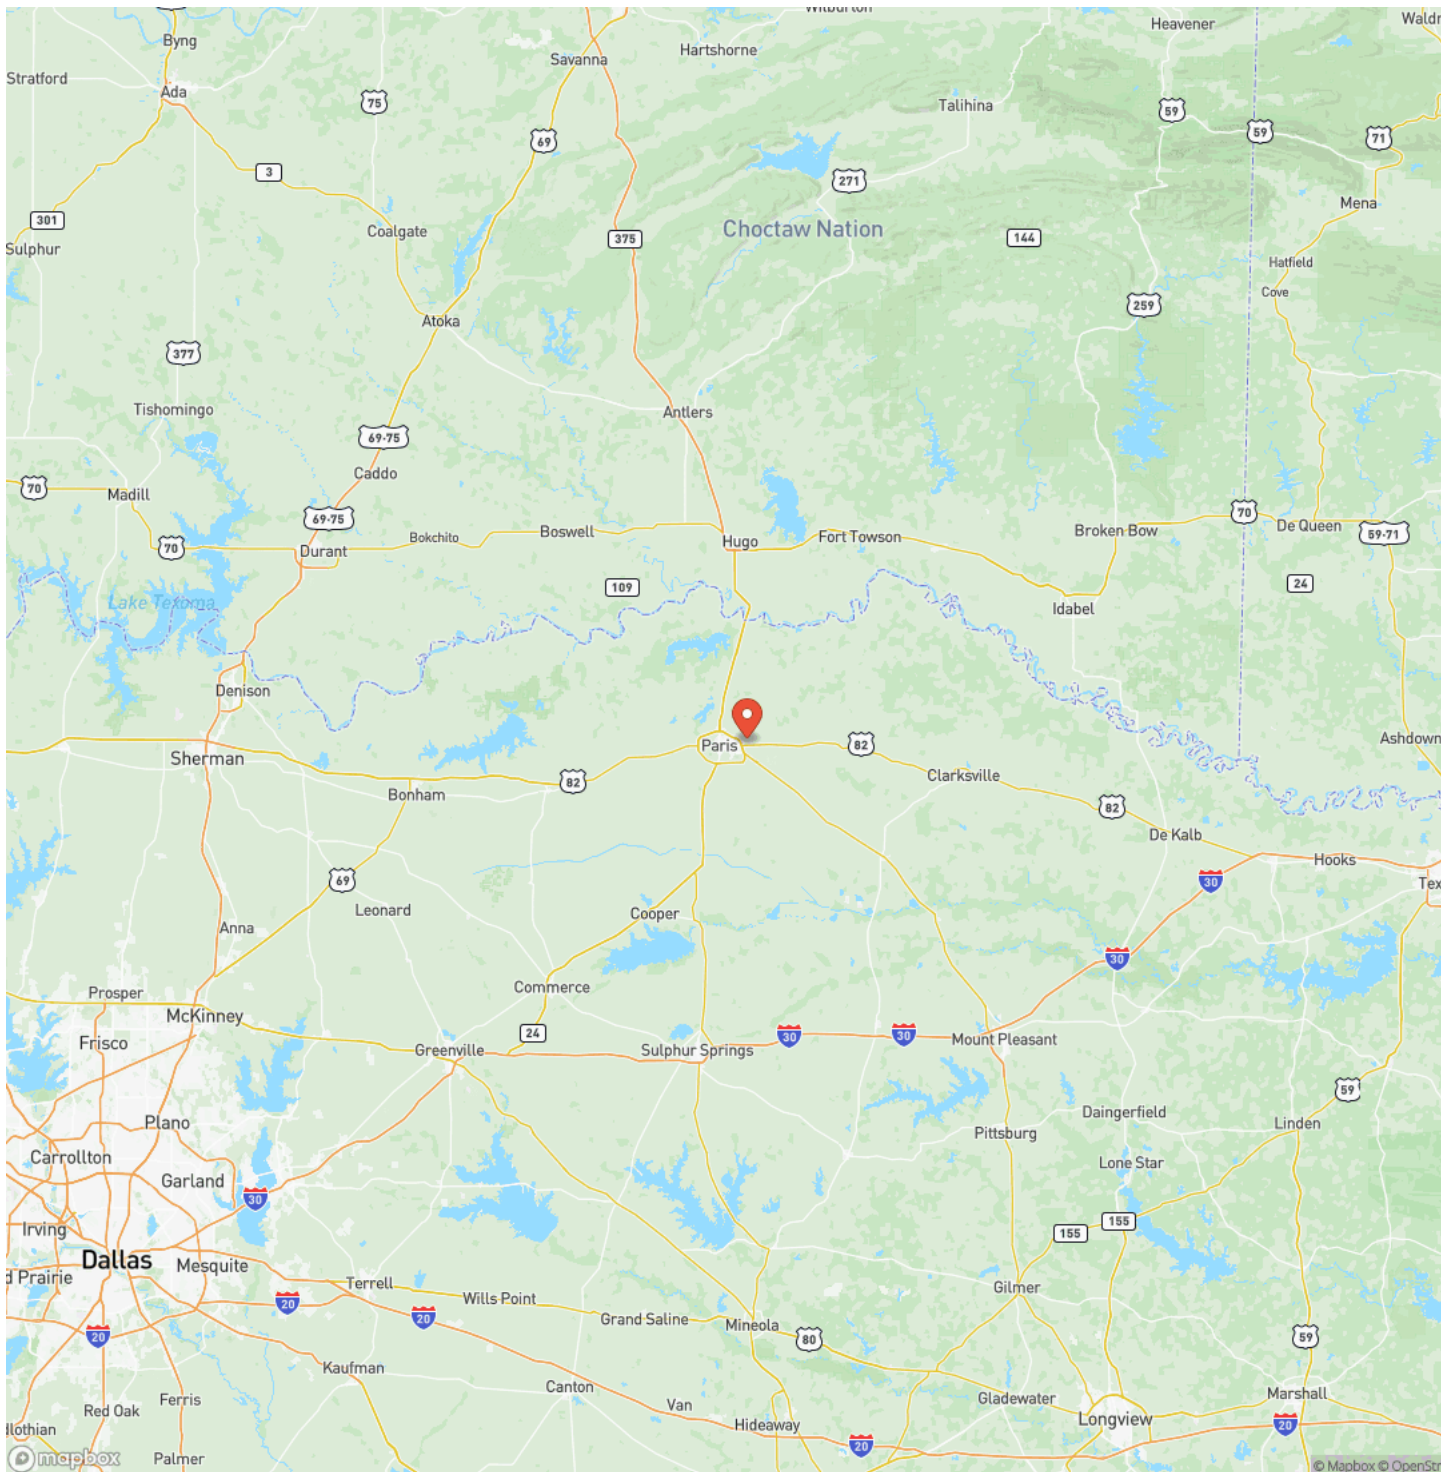 Wilburton
Heavener
Byng
Hartshorne
Savanna
Stratford
Ada
75
Talihina
59
59
71
69
3
271
Mena
301
Sulphur
Coalgate
375
Choctaw Nation
144
Hatfield
Cove
259
Atoka
377
Tishomingo
Antlers
69-75
Caddo
70
Madill
69-75
70
De Queen
59-71
Boswell
Broken Bow
Bokchito
Hugo
Fort Towson
70
Durant
109
24
Lake Texoma
Idabel
Denison
Paris
82
Ashdown
Sherman
82
Clarksville
Bonham
82
De Kalb
Hooks
69
30
Tex
Leonard
Cooper
Anna
30
Prosper
Commerce
McKinney
24
30
30
Frisco
Greenville
Sulphur Springs
Mount Pleasant
59
Plano
Daingerfield
Linden
Pittsburg
Carrollton
Lone Star
Garland
30
Irving
155
155
Dallas
Mesquite
d Prairie
Terrell
Gilmer
20
Wills Point
20
Grand Saline
Mineola
20
80
59
Kaufman
Canton
Marshall
Ferris
Gladewater
Van
Red Oak
Longview
Hideaway
20
dlothian
20
Palmer
mapbox
© Mapbox © OpenStr